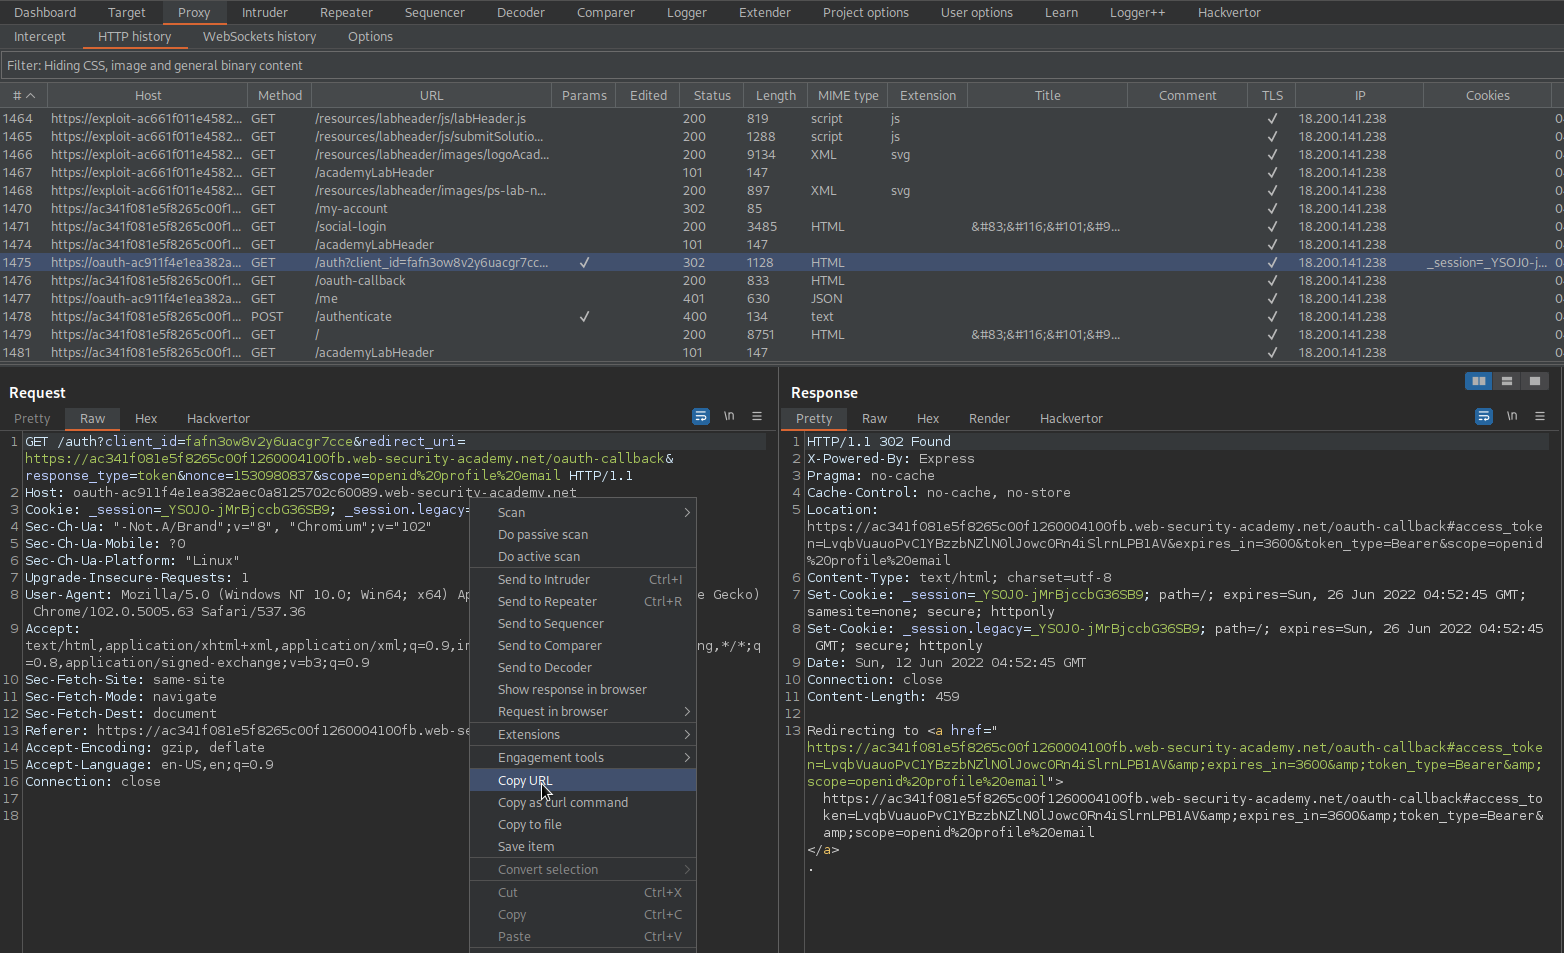 Dashboard Target Proxy Intruder Repeater Sequencer Decoder Comparer Logger Extender Project options User options Learn Logger++ Hackvertor
Intercept HTTP history WebSockets history Options
Filter: Hiding CSS, image and general binary content
# Host Method URL Params Edited Status Length MIME type Extension Title Comment TLS IP Cookies
1464 https://exploit-ac661f011e4582... GET /resources/labheader/js/labHeader.js 200 819 script js ✓ 18.200.141.238 0
1465 https://exploit-ac661f011e4582... GET /resources/labheader/js/submitSolutio... 200 1288 script js ✓ 18.200.141.238 0
1466 https://exploit-ac661f011e4582... GET /resources/labheader/images/logoAcad... 200 9134 XML svg ✓ 18.200.141.238 0
1467 https://exploit-ac661f011e4582... GET /academyLabHeader 101 147 ✓ 18.200.141.238 0
1468 https://exploit-ac661f011e4582... GET /resources/labheader/images/ps-lab-n... 200 897 XML svg ✓ 18.200.141.238 0
1470 https://ac341f081e5f8265c00f1... GET /my-account 302 85 ✓ 18.200.141.238 0
1471 https://ac341f081e5f8265c00f1... GET /social-login 200 3485 HTML &#83;&#116;&#101;&#9... ✓ 18.200.141.238 0
1474 https://ac341f081e5f8265c00f1... GET /academyLabHeader 101 147 ✓ 18.200.141.238 0
1475 https://oauth-ac911f4e1ea382a... GET /auth?client_id=fafn3ow8v2y6uacgr7cc... ✓ 302 1128 HTML ✓ 18.200.141.238 _session=_YSOJ0-j... 0
1476 https://ac341f081e5f8265c00f1... GET /oauth-callback 200 833 HTML ✓ 18.200.141.238 0
1477 https://oauth-ac911f4e1ea382a... GET /me 401 630 JSON ✓ 18.200.141.238 0
1478 https://ac341f081e5f8265c00f1... POST /authenticate ✓ 400 134 text ✓ 18.200.141.238 0
1479 https://ac341f081e5f8265c00f1... GET / 200 8751 HTML &#83;&#116;&#101;&#9... ✓ 18.200.141.238 0
1481 https://ac341f081e5f8265c00f1... GET /academyLabHeader 101 147 ✓ 18.200.141.238 0
Request
Pretty Raw Hex Hackvertor \n
1 GET /auth?client_id=fafn3ow8v2y6uacgr7cce&redirect_uri=
https://ac341f081e5f8265c00f1260004100fb.web-security-academy.net/oauth-callback&
response_type=token&nonce=1530980837&scope=openid%20profile%20email HTTP/1.1
2 Host: oauth-ac911f4e1ea382aec0a8125702c60089.web-security-academy.net
3 Cookie: _session=_YSOJ0-jMrBjccbG36SB9; _session.legacy=
4 Sec-Ch-Ua: "-Not.A/Brand";v="8", "Chromium";v="102"
5 Sec-Ch-Ua-Mobile: ?0
6 Sec-Ch-Ua-Platform: "Linux"
7 Upgrade-Insecure-Requests: 1
8 User-Agent: Mozilla/5.0 (Windows NT 10.0; Win64; x64) Ap e Gecko)
Chrome/102.0.5005.63 Safari/537.36
9 Accept:
text/html,application/xhtml+xml,application/xml;q=0.9,im ng,*/*;q
=0.8,application/signed-exchange;v=b3;q=0.9
10 Sec-Fetch-Site: same-site
11 Sec-Fetch-Mode: navigate
12 Sec-Fetch-Dest: document
13 Referer: https://ac341f081e5f8265c00f1260004100fb.web-se
14 Accept-Encoding: gzip, deflate
15 Accept-Language: en-US,en;q=0.9
16 Connection: close
17
18
Scan
Do passive scan
Do active scan
Send to Intruder Ctrl+I
Send to Repeater Ctrl+R
Send to Sequencer
Send to Comparer
Send to Decoder
Show response in browser
Request in browser
Extensions
Engagement tools
Copy URL
Copy as curl command
Copy to file
Save item
Convert selection
Cut Ctrl+X
Copy Ctrl+C
Paste Ctrl+V
Response
Pretty Raw Hex Render Hackvertor \n
1 HTTP/1.1 302 Found
2 X-Powered-By: Express
3 Pragma: no-cache
4 Cache-Control: no-cache, no-store
5 Location:
https://ac341f081e5f8265c00f1260004100fb.web-security-academy.net/oauth-callback#access_toke
n=LvqbVuauoPvC1YBzzbNZlN0lJowc0Rn4iSlrnLPB1AV&expires_in=3600&token_type=Bearer&scope=openid
%20profile%20email
6 Content-Type: text/html; charset=utf-8
7 Set-Cookie: _session=_YSOJ0-jMrBjccbG36SB9; path=/; expires=Sun, 26 Jun 2022 04:52:45 GMT;
samesite=none; secure; httponly
8 Set-Cookie: _session.legacy=_YSOJ0-jMrBjccbG36SB9; path=/; expires=Sun, 26 Jun 2022 04:52:45
GMT; secure; httponly
9 Date: Sun, 12 Jun 2022 04:52:45 GMT
10 Connection: close
11 Content-Length: 459
12
13 Redirecting to <a href="
https://ac341f081e5f8265c00f1260004100fb.web-security-academy.net/oauth-callback#access_toke
n=LvqbVuauoPvC1YBzzbNZlN0lJowc0Rn4iSlrnLPB1AV&amp;expires_in=3600&amp;token_type=Bearer&amp;
scope=openid%20profile%20email">
https://ac341f081e5f8265c00f1260004100fb.web-security-academy.net/oauth-callback#access_to
ken=LvqbVuauoPvC1YBzzbNZlN0lJowc0Rn4iSlrnLPB1AV&amp;expires_in=3600&amp;token_type=Bearer&
amp;scope=openid%20profile%20email
</a>
.